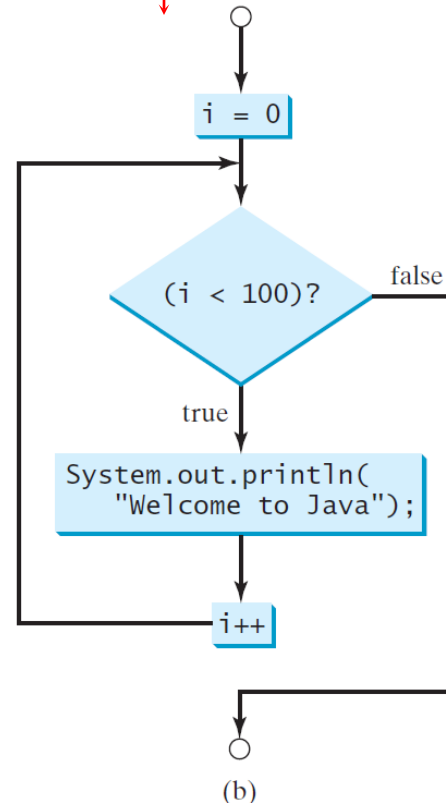 i = 0
(i < 100)?
false
true
System.out.println(
"Welcome to Java");
i++
(b)